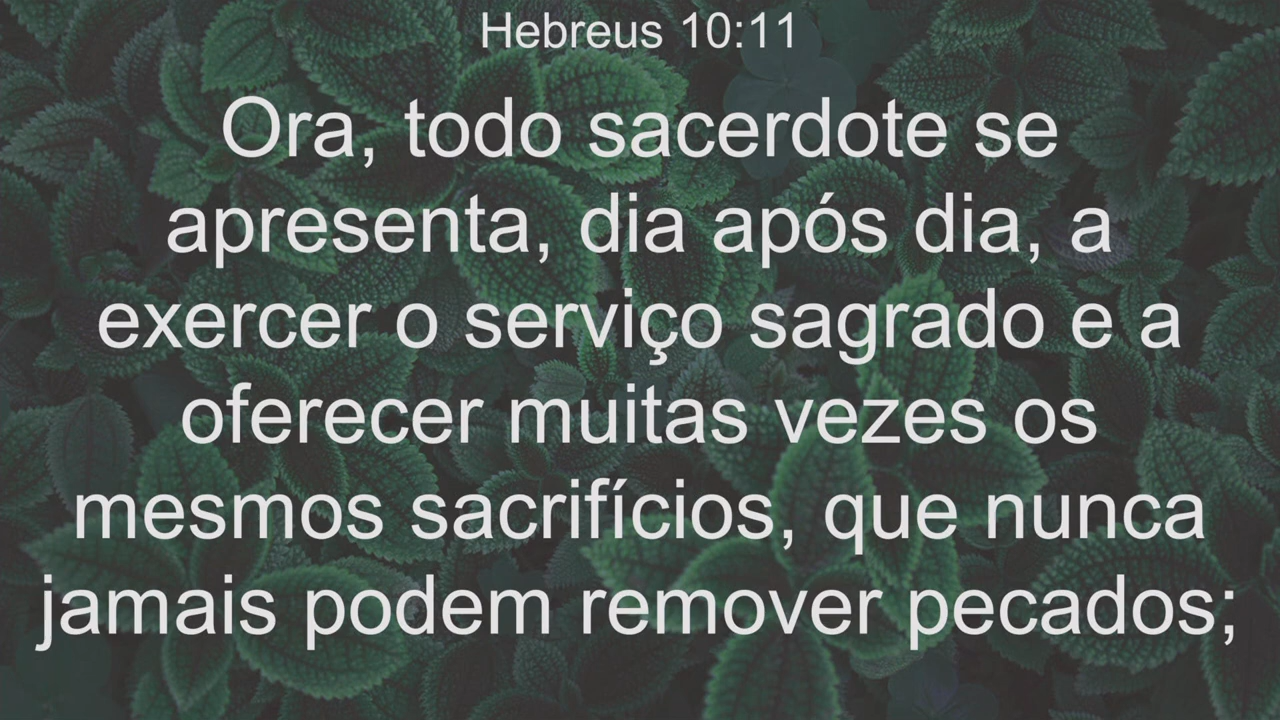 Hebreus 10:11
Ora, todo sacerdote se
apresenta, dia após dia, a
exercer o serviço sagrado e a
oferecer muitas vezes os
mesmos sacrifícios, que nunca
jamais podem remover pecados;